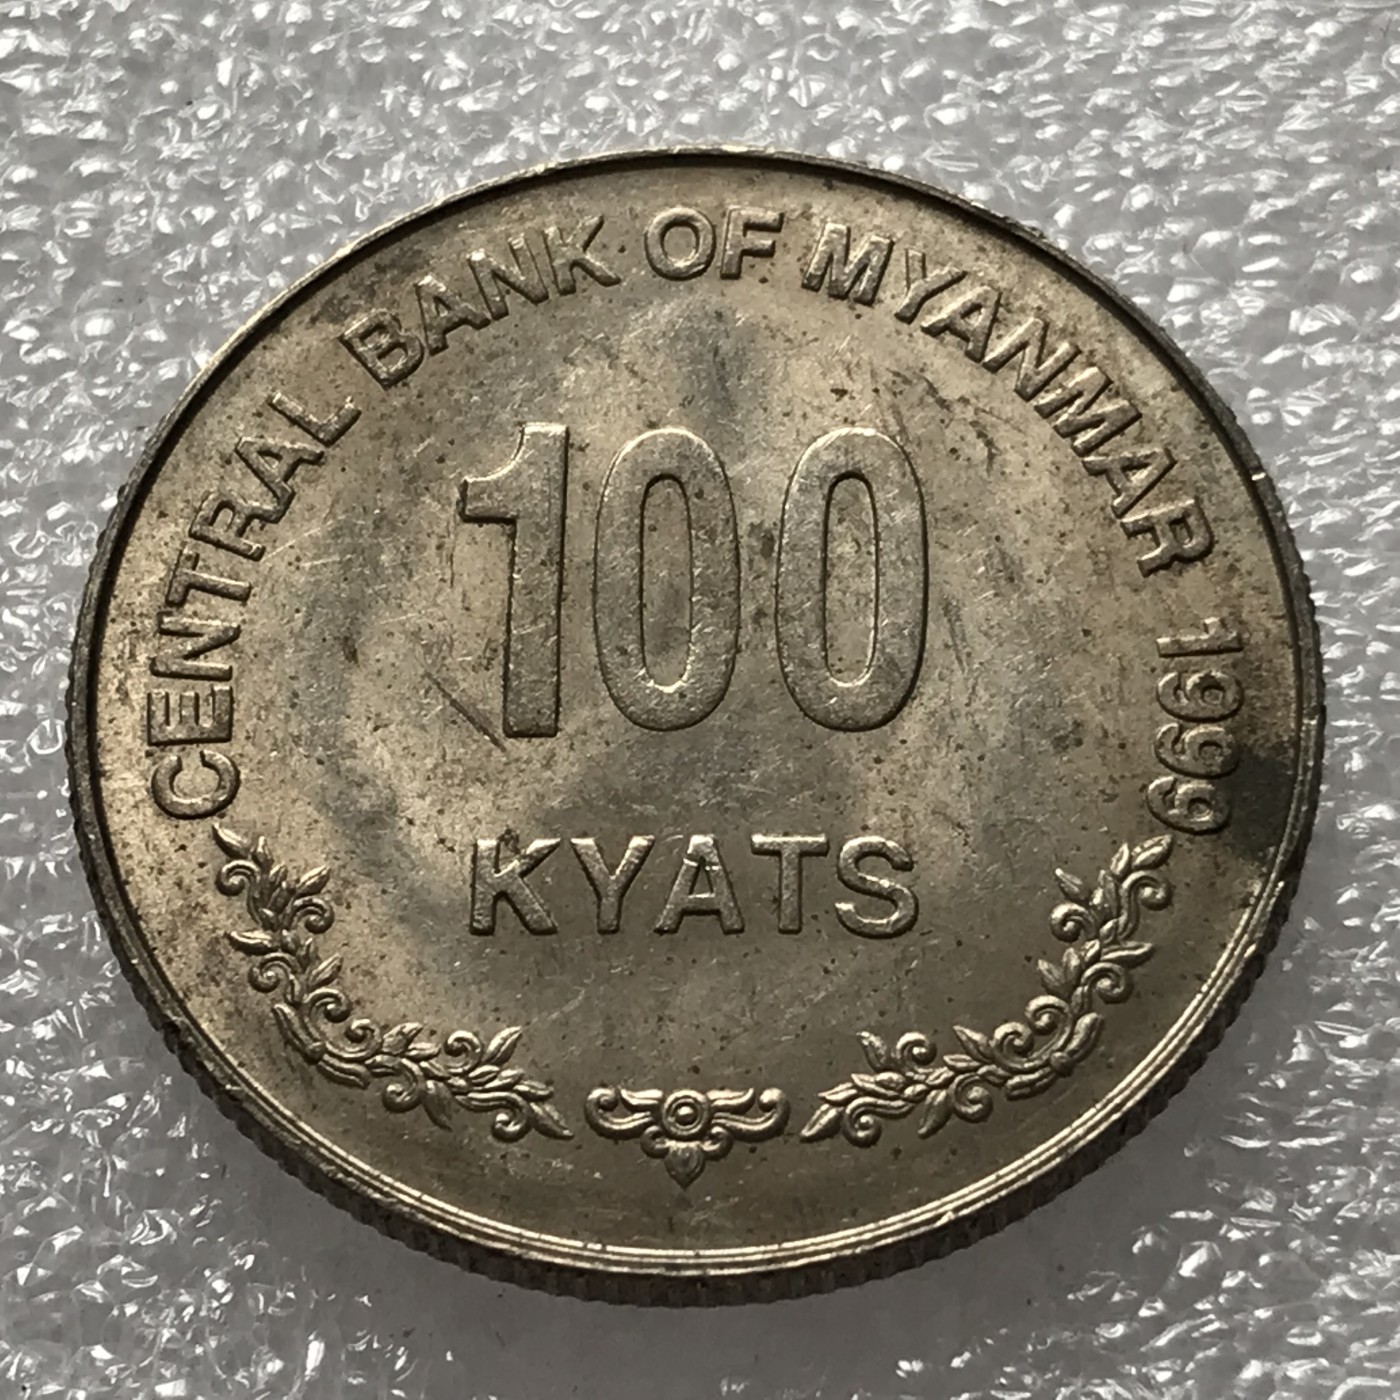 CENTRAL BANK OF MYANMAR 1999
100
KYATS